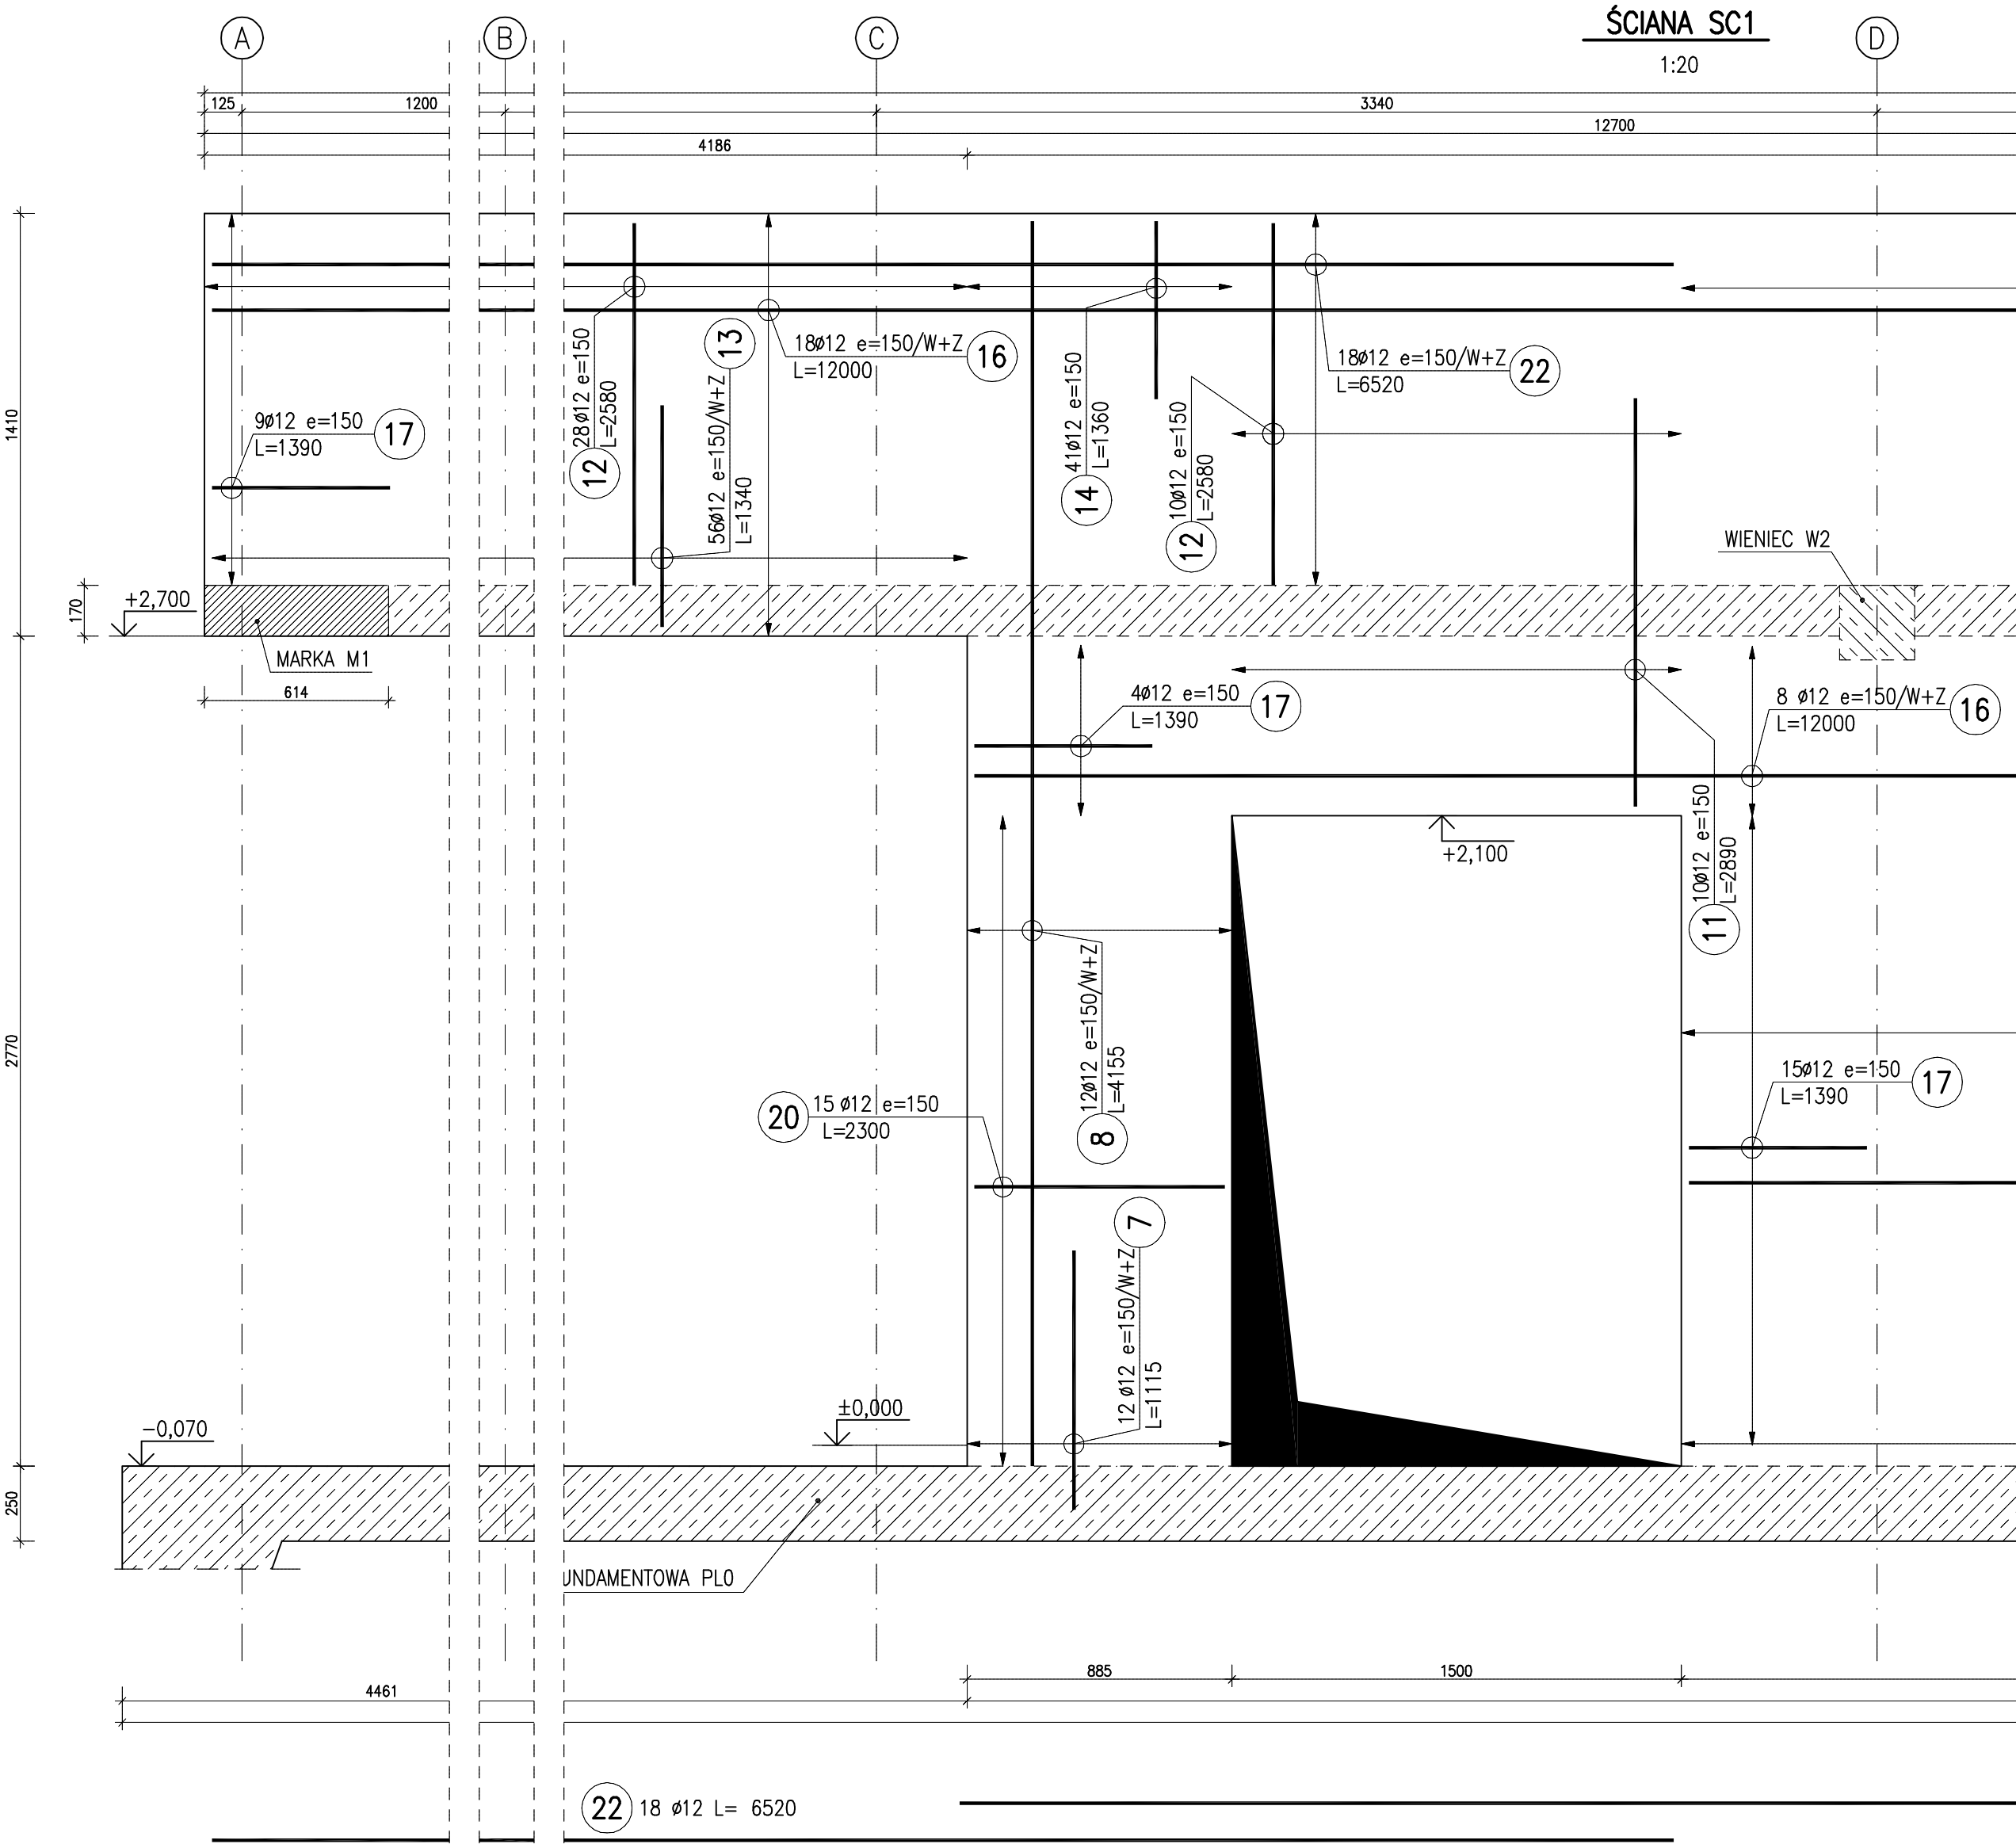 ŚCIANA SC1
1:20
A
B
C
D
125
1200
3340
12700
4186
1410
170
2770
250
9ø12 e=150
L=1390
17
28ø12 e=150
L=2580
12
56ø12 e=150/W+Z
L=1340
13
18ø12 e=150/W+Z
L=12000
16
41ø12 e=150
L=1360
14
10ø12 e=150
L=2580
12
18ø12 e=150/W+Z
L=6520
22
WIENIEC W2
+2,700
MARKA M1
614
4ø12 e=150
L=1390
17
8 ø12 e=150/W+Z
L=12000
16
+2,100
10ø12 e=150
L=2890
11
12ø12 e=150/W+Z
L=4155
8
15ø12 e=150
L=1390
17
20
15 ø12 e=150
L=2300
12 ø12 e=150/W+Z
L=1115
7
±0,000
−0,070
UNDAMENTOWA PL0
885
1500
4461
22 18 ø12 L= 6520